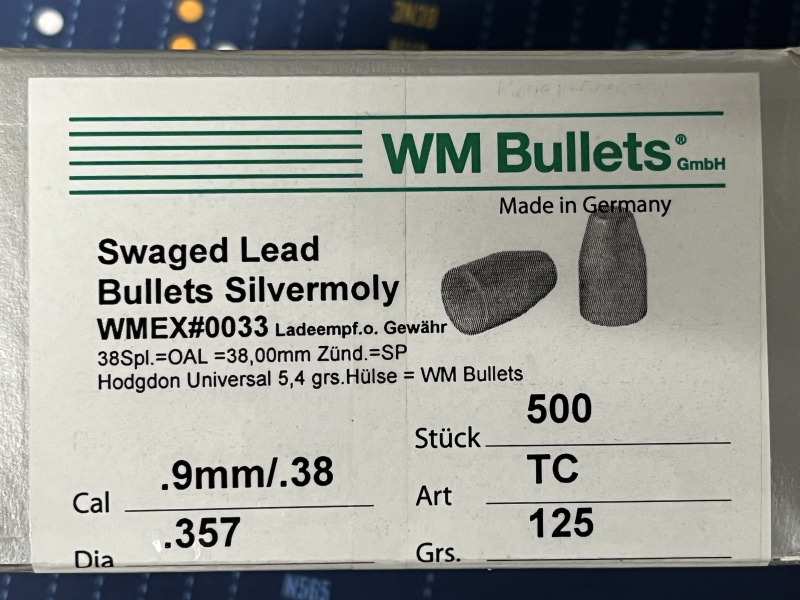 3N38
WM Bullets® GmbH
Made in Germany
Swaged Lead
Bullets Silvermoly
WMEX#0033 Ladeempf.o. Gewähr
38Spl.=OAL =38,00mm Zünd.=SP
Hodgdon Universal 5,4 grs.Hülse = WM Bullets
Stück 500
Cal .9mm/.38
Art TC
Dia .357
Grs. 125
N565